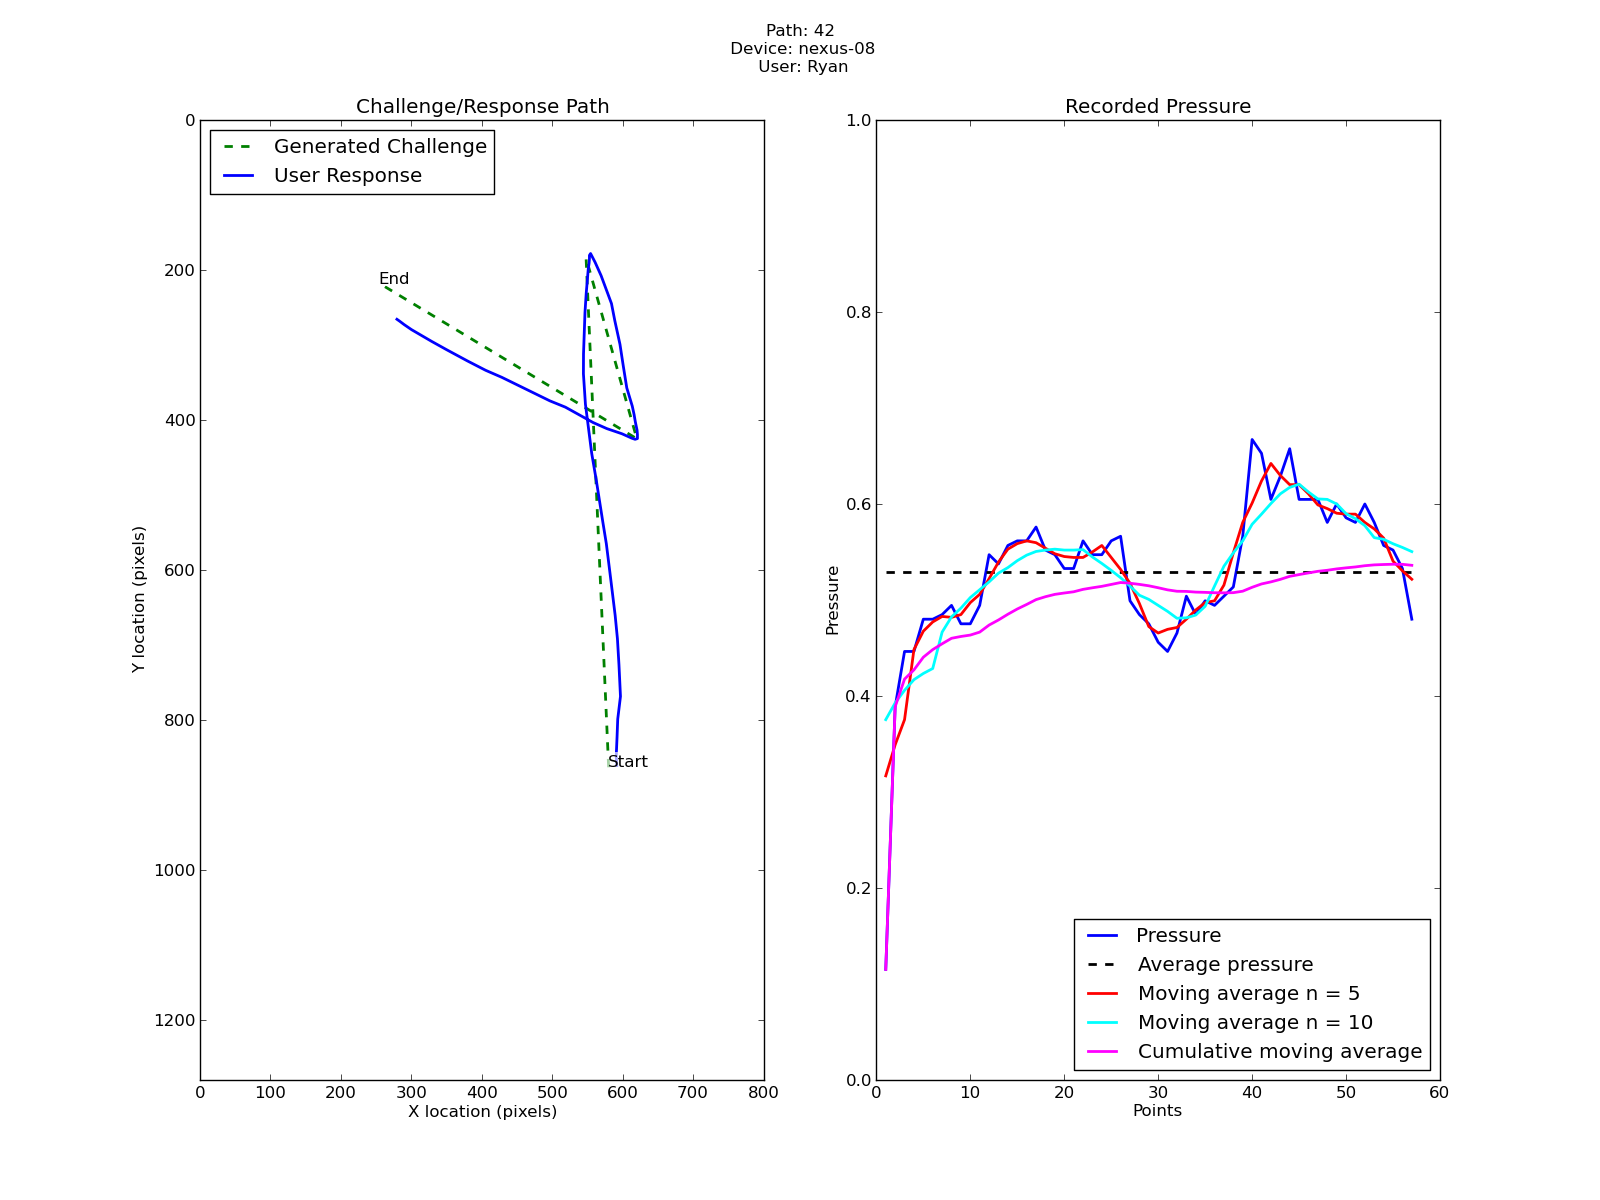 Path: 42
Device: nexus-08
User: Ryan
Challenge/Response Path
Generated Challenge
User Response
End
Start
0
200
400
600
800
1000
1200
Y location (pixels)
0 100 200 300 400 500 600 700 800
X location (pixels)
Recorded Pressure
1.0
0.8
0.6
0.4
0.2
0.0
Pressure
Pressure
Average pressure
Moving average n = 5
Moving average n = 10
Cumulative moving average
0 10 20 30 40 50 60
Points